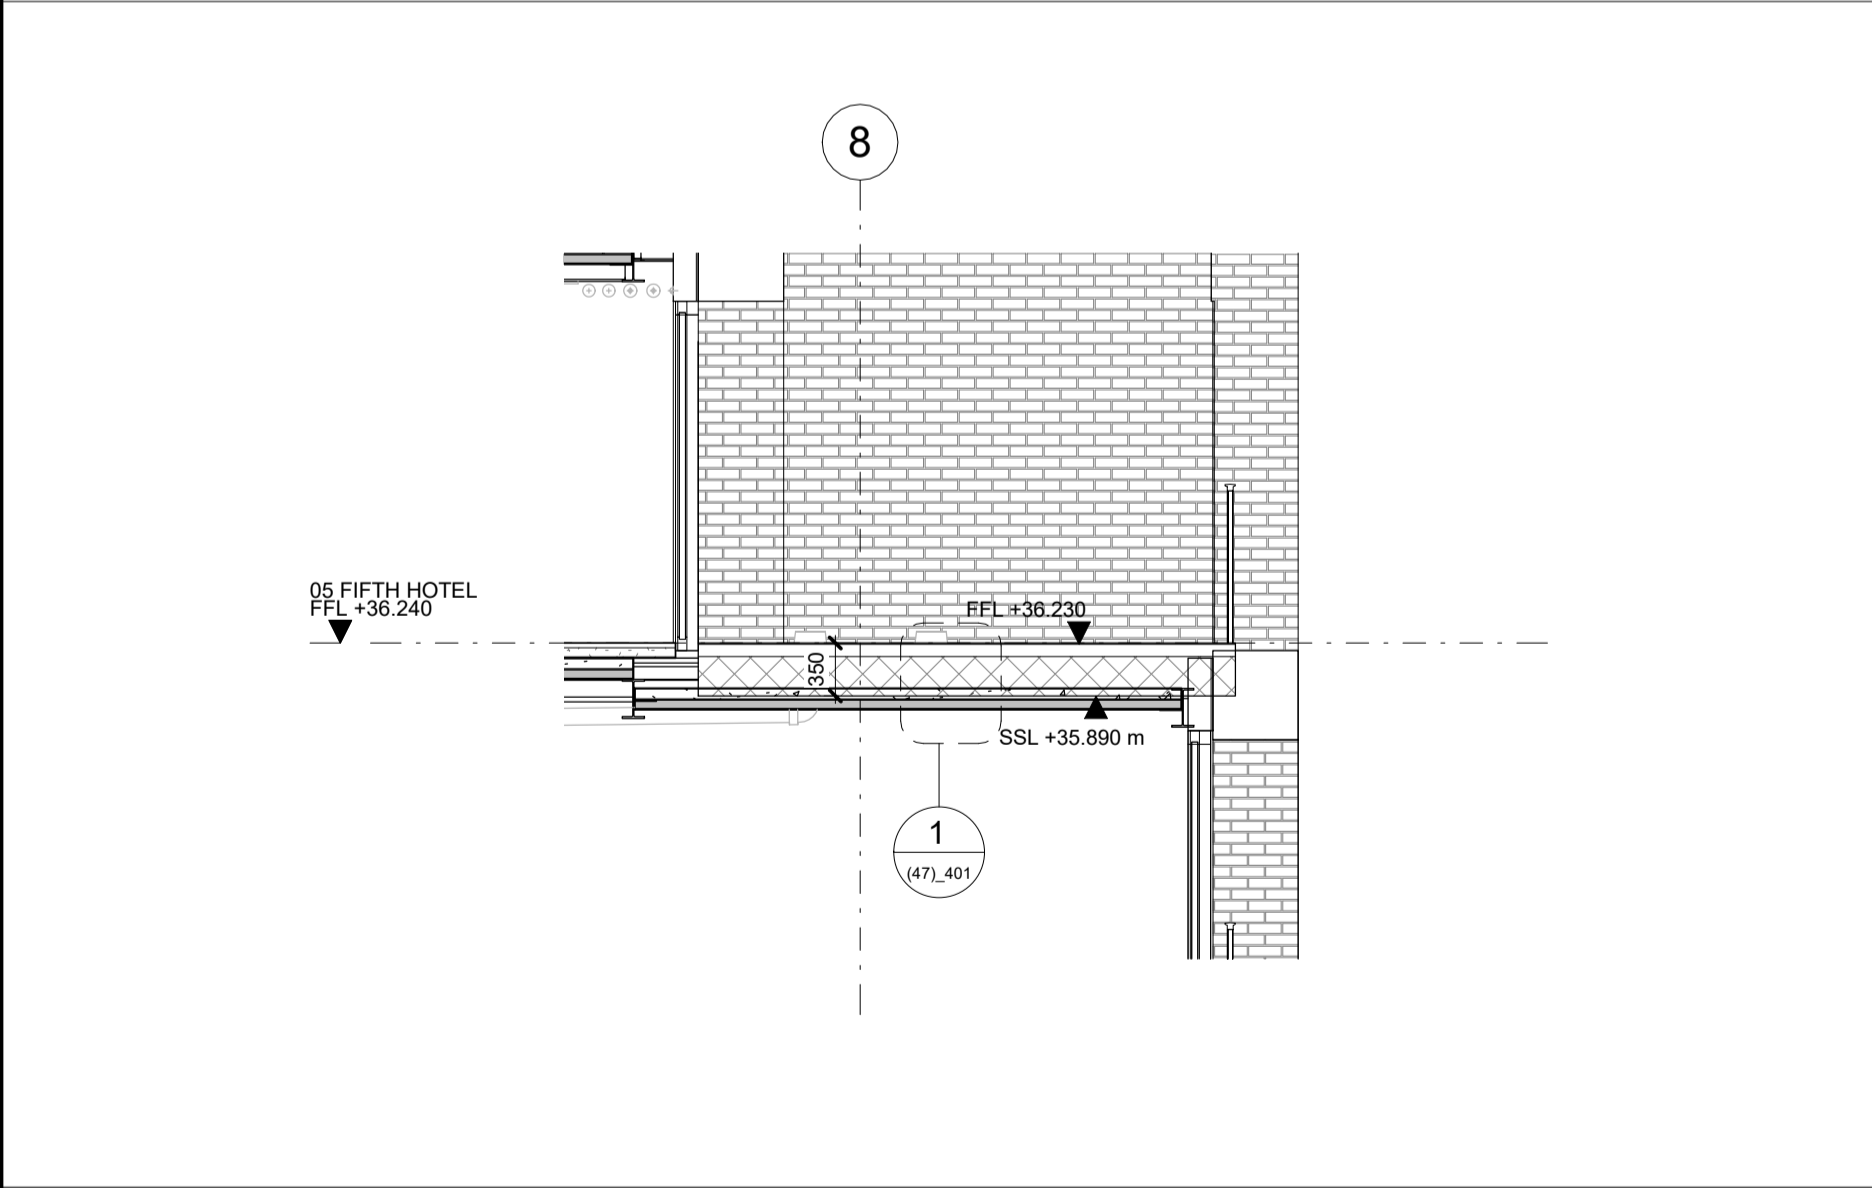 8
05 FIFTH HOTEL
FFL +36.240
FFL +36.230
350
SSL +35.890 m
1
(47)_401